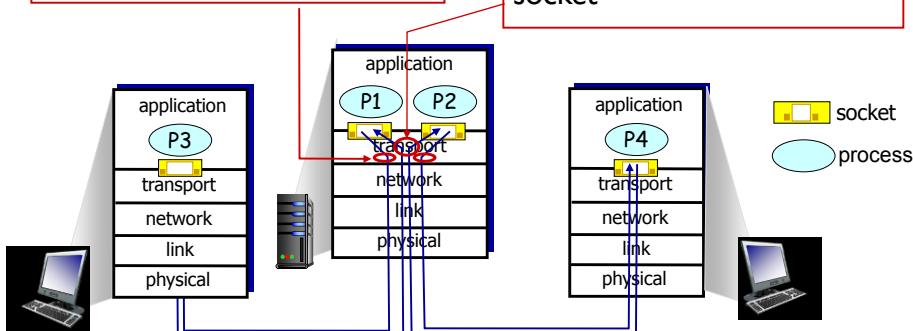 socket
application
P1 P2
transport
network
link
physical
application
P3
transport
network
link
physical
application
P4
transport
network
link
physical
socket
process